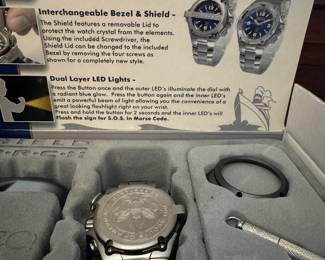 Interchangeable Bezel & Shield -
The Shield features a removable Lid to
protect the watch crystal from the elements.
Using the included Screwdriver, the
Shield Lid can be changed to the included
Bezel by removing the four screws as
shown for a completely new style.
Dual Layer LED Lights -
Press the Button once and the outer LED's illuminate the dial with
a radiant blue glow. Press the button again and the inner LED's
emit a powerful beam of light allowing you the convenience of a
great looking flashlight right on your wrist.
Press and hold the button for 2 seconds and the inner LED's will
Flash the sign for S.O.S. in Morse Code.